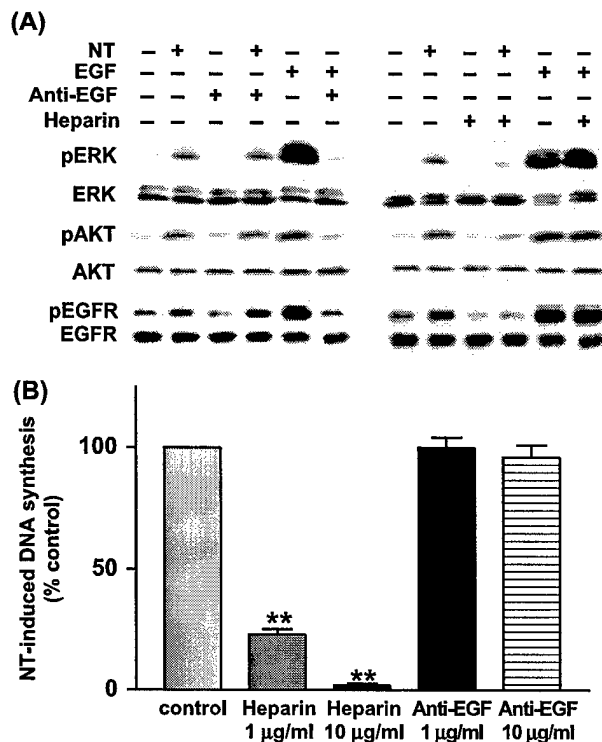 (A)
NT – + – + – – – + – + – –
EGF – – – – + + – – – – + +
Anti-EGF – – + + – + 
Heparin – – – – – – – – + + – +
pERK
ERK
pAKT
AKT
pEGFR
EGFR
(B)
NT-induced DNA synthesis
(% control)
100
50
0
**
**
control Heparin Heparin Anti-EGF Anti-EGF
1 µg/ml 10 µg/ml 1 µg/ml 10 µg/ml